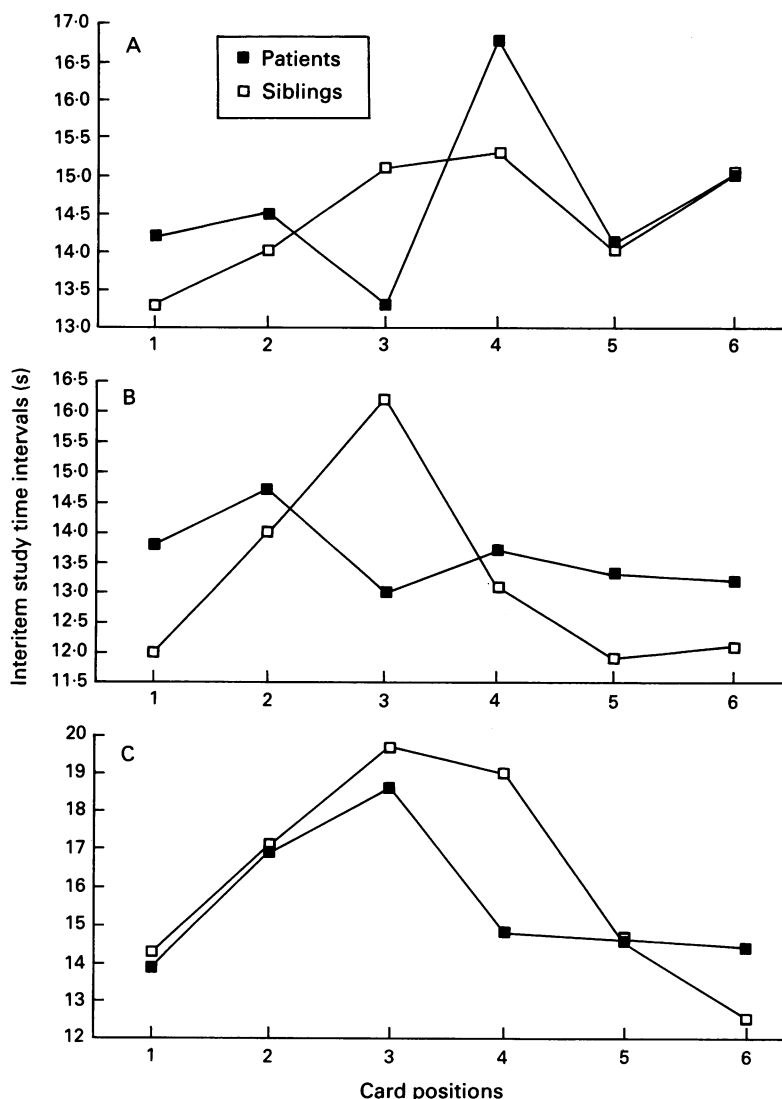 A
Patients
Siblings
17·0
16·5
16·0
15·5
15·0
14·5
14·0
13·5
13·0
1 2 3 4 5 6
Interitem study time intervals (s)
B
16·5
16·0
15·5
15·0
14·5
14·0
13·5
13·0
12·5
12·0
11·5
1 2 3 4 5 6
C
20
19
18
17
16
15
14
13
12
1 2 3 4 5 6
Card positions